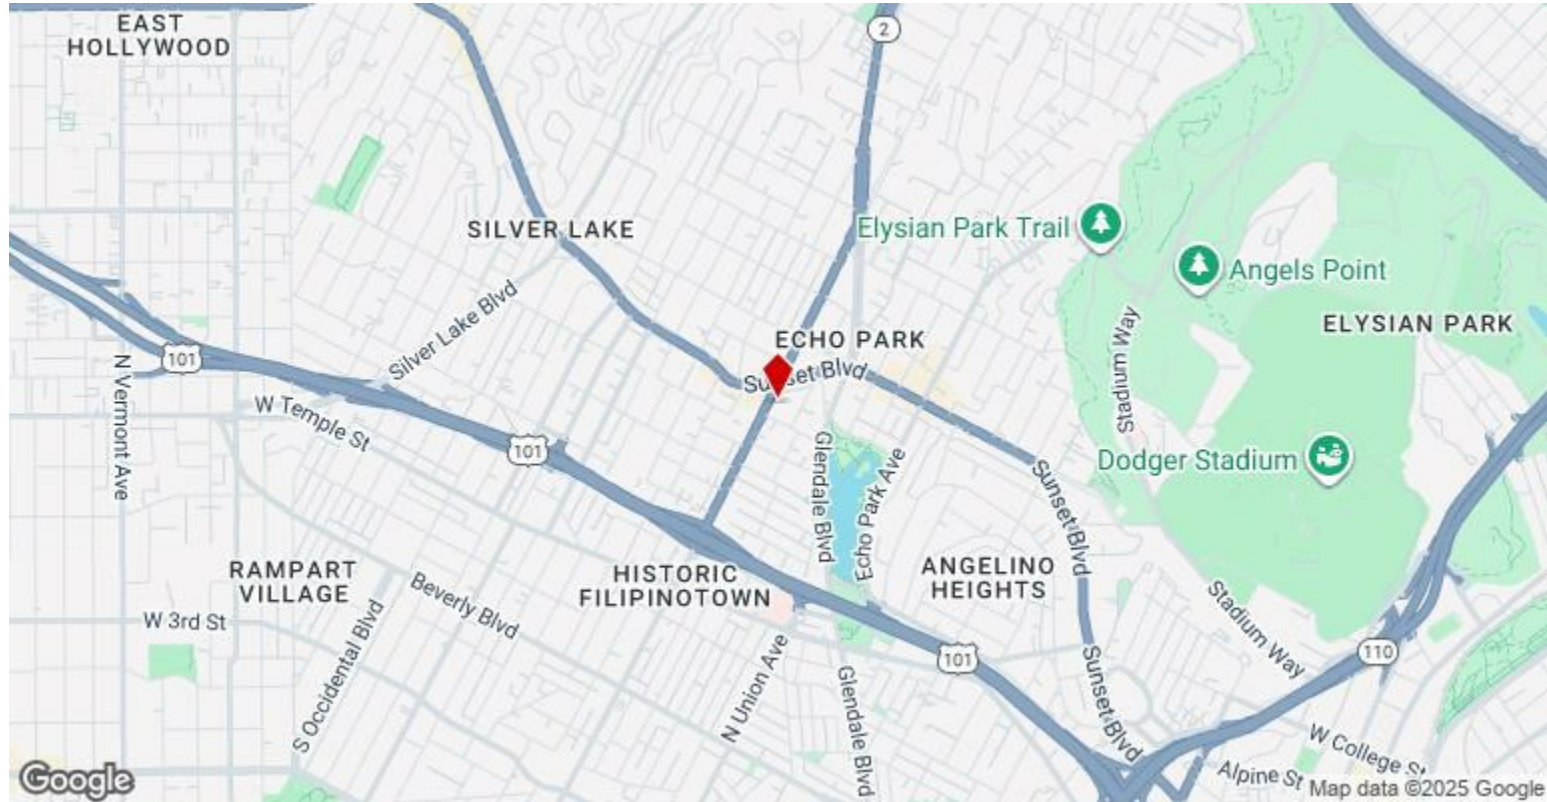 EAST
HOLLYWOOD
2
SILVER LAKE
Elysian Park Trail
Angels Point
ELYSIAN PARK
ECHO PARK
Sunset Blvd
Silver Lake Blvd
101
N Vermont Ave
W Temple St
101
Stadium Way
Glendale Blvd
Echo Park Ave
Dodger Stadium
Sunset Blvd
RAMPART
VILLAGE
HISTORIC
FILIPINOTOWN
ANGELINO
HEIGHTS
Beverly Blvd
W 3rd St
S Occidental Blvd
N Union Ave
Glendale Blvd
101
Sunset Blvd
Stadium Way
110
W College St
Alpine St
Google
Map data ©2025 Google